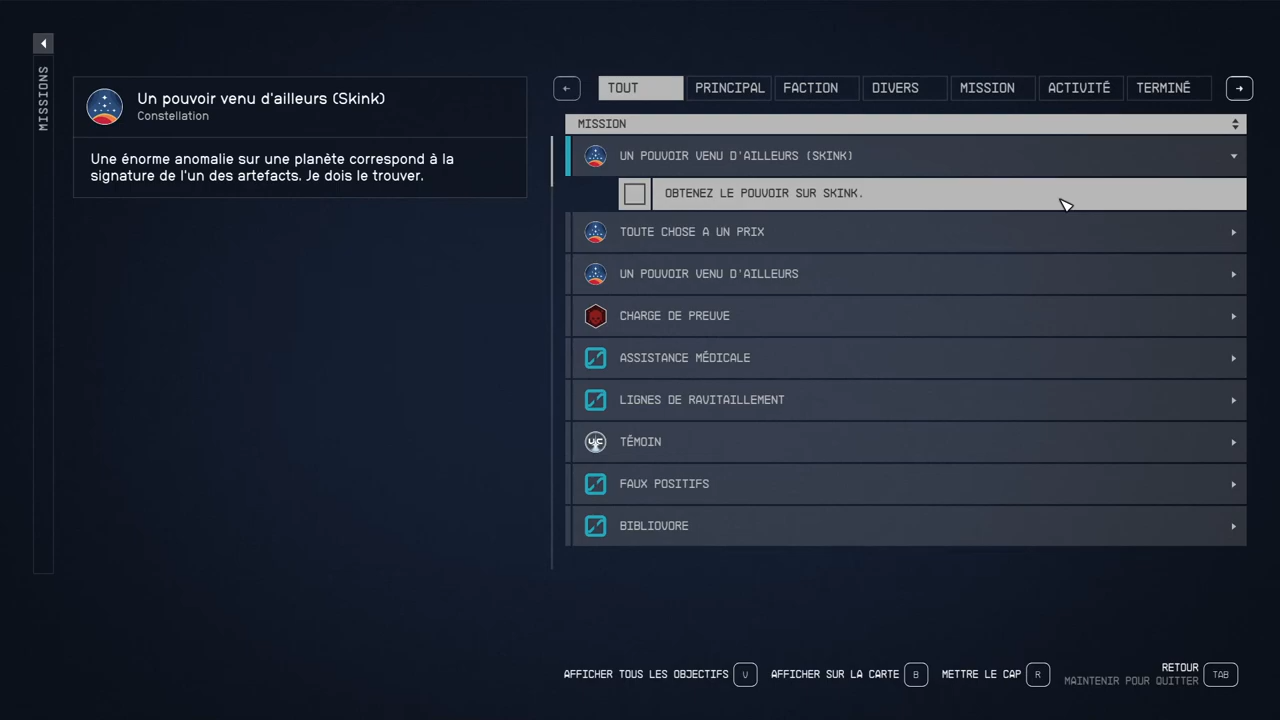 MISSIONS
Un pouvoir venu d'ailleurs (Skink)
Constellation
Une énorme anomalie sur une planète correspond à la
signature de l'un des artefacts. Je dois le trouver.
TOUT PRINCIPAL FACTION DIVERS MISSION ACTIVITÉ TERMINÉ
MISSION
UN POUVOIR VENU D'AILLEURS (SKINK)
OBTENEZ LE POUVOIR SUR SKINK.
TOUTE CHOSE A UN PRIX
UN POUVOIR VENU D'AILLEURS
CHARGE DE PREUVE
ASSISTANCE MÉDICALE
LIGNES DE RAVITAILLEMENT
UC
TÉMOIN
FAUX POSITIFS
BIBLIOVORE
AFFICHER TOUS LES OBJECTIFS V AFFICHER SUR LA CARTE B METTRE LE CAP R RETOUR
MAINTENIR POUR QUITTER TAB